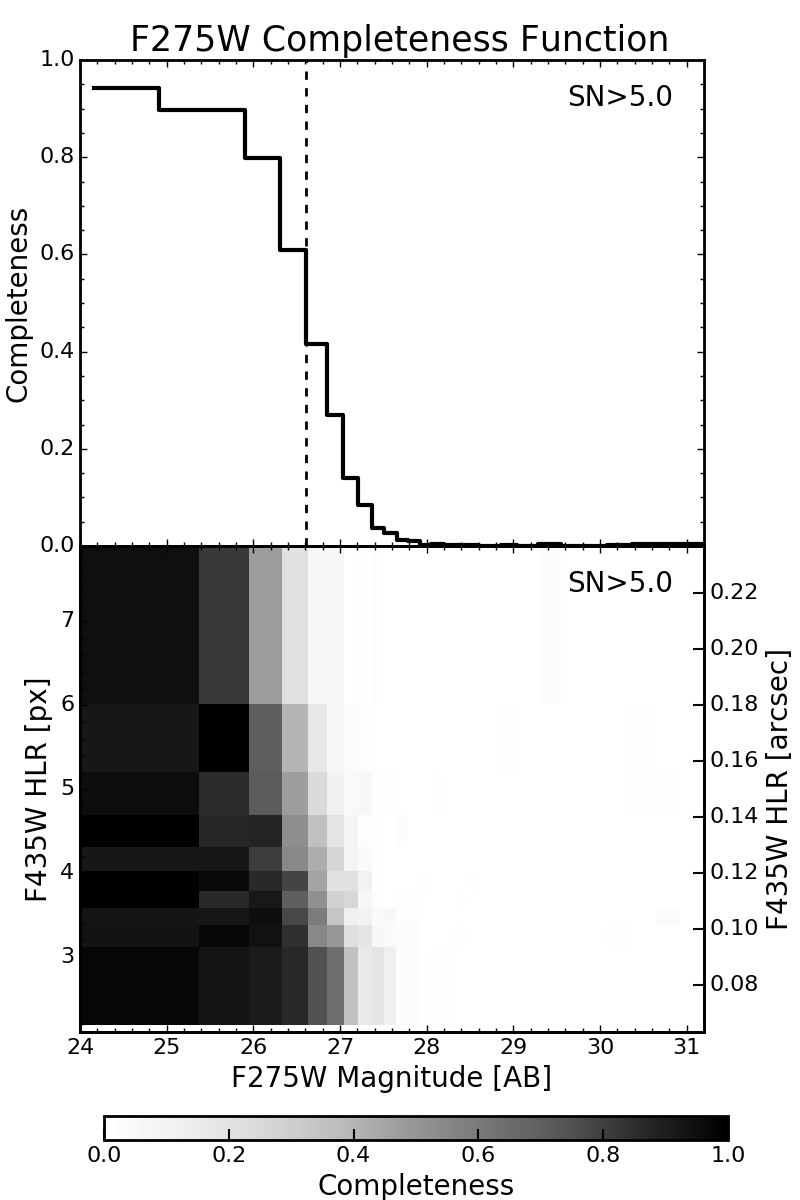 F275W Completeness Function
1.0
SN>5.0
0.8
0.6
0.4
0.2
0.0
Completeness
SN>5.0
7
6
5
4
3
F435W HLR [px]
0.22
0.20
0.18
0.16
0.14
0.12
0.10
0.08
F435W HLR [arcsec]
24 25 26 27 28 29 30 31
F275W Magnitude [AB]
0.0 0.2 0.4 0.6 0.8 1.0
Completeness